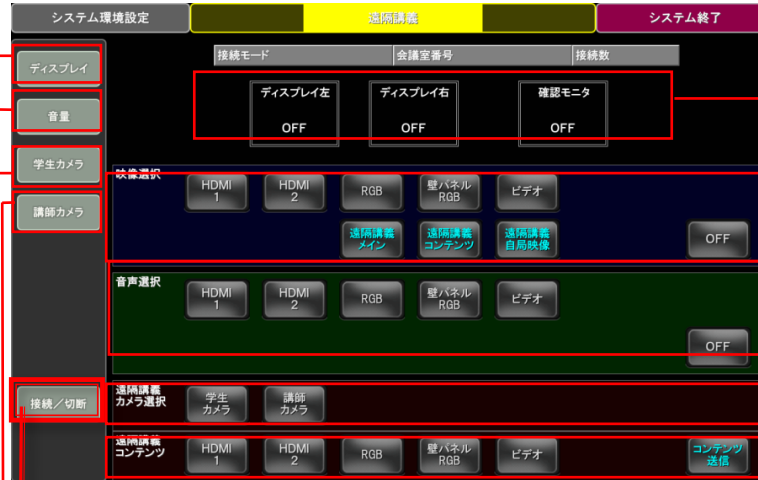 システム環境設定
遠隔講義
システム終了
接続モード
会議室番号
接続数
ディスプレイ
音量
学生カメラ
講師カメラ
接続／切断
ディスプレイ左
OFF
ディスプレイ右
OFF
確認モニタ
OFF
映像選択
HDMI
1
HDMI
2
RGB
壁パネル
RGB
ビデオ
遠隔講義
メイン
遠隔講義
コンテンツ
遠隔講義
自局映像
OFF
音声選択
HDMI
1
HDMI
2
RGB
壁パネル
RGB
ビデオ
OFF
遠隔講義
カメラ選択
学生
カメラ
講師
カメラ
遠隔講義
コンテンツ
HDMI
1
HDMI
2
RGB
壁パネル
RGB
ビデオ
コンテンツ
送信